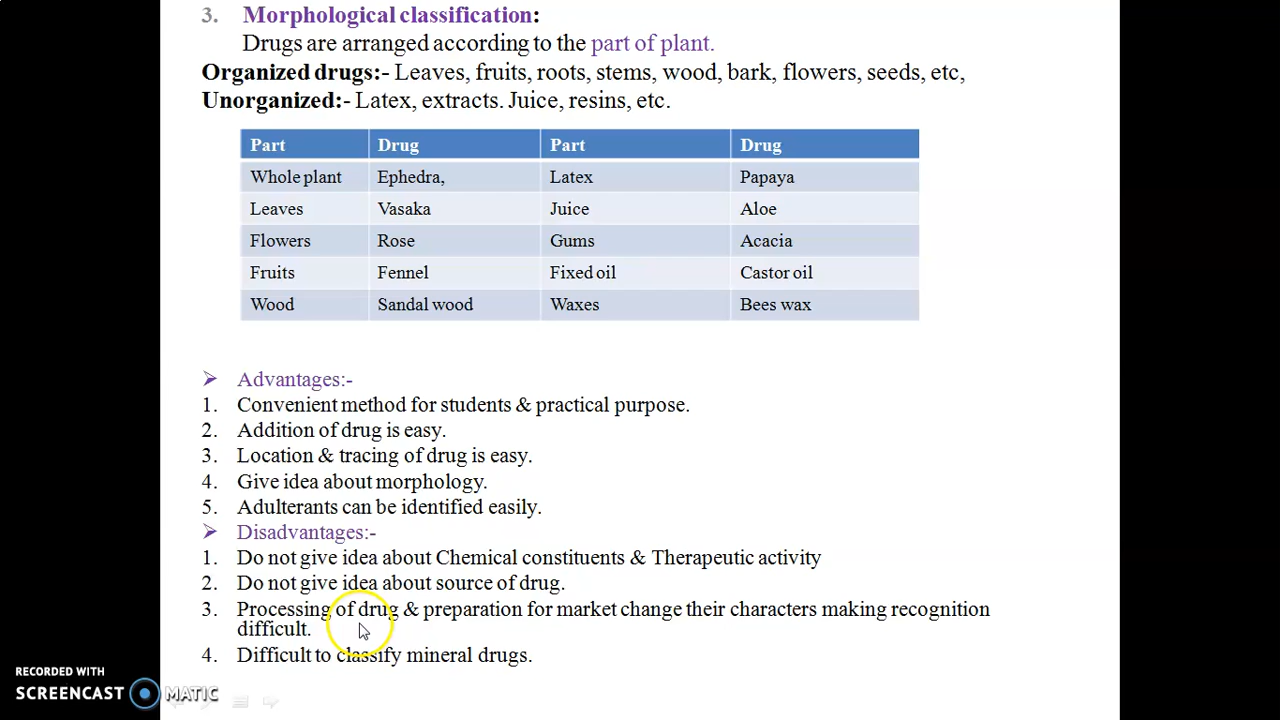 3. Morphological classification:
Drugs are arranged according to the part of plant.
Organized drugs:- Leaves, fruits, roots, stems, wood, bark, flowers, seeds, etc,
Unorganized:- Latex, extracts. Juice, resins, etc.
Part Drug Part Drug
Whole plant Ephedra, Latex Papaya
Leaves Vasaka Juice Aloe
Flowers Rose Gums Acacia
Fruits Fennel Fixed oil Castor oil
Wood Sandal wood Waxes Bees wax
Advantages:-
1. Convenient method for students & practical purpose.
2. Addition of drug is easy.
3. Location & tracing of drug is easy.
4. Give idea about morphology.
5. Adulterants can be identified easily.
Disadvantages:-
1. Do not give idea about Chemical constituents & Therapeutic activity
2. Do not give idea about source of drug.
3. Processing of drug & preparation for market change their characters making recognition
difficult.
4. Difficult to classify mineral drugs.
RECORDED WITH
SCREENCAST MATIC